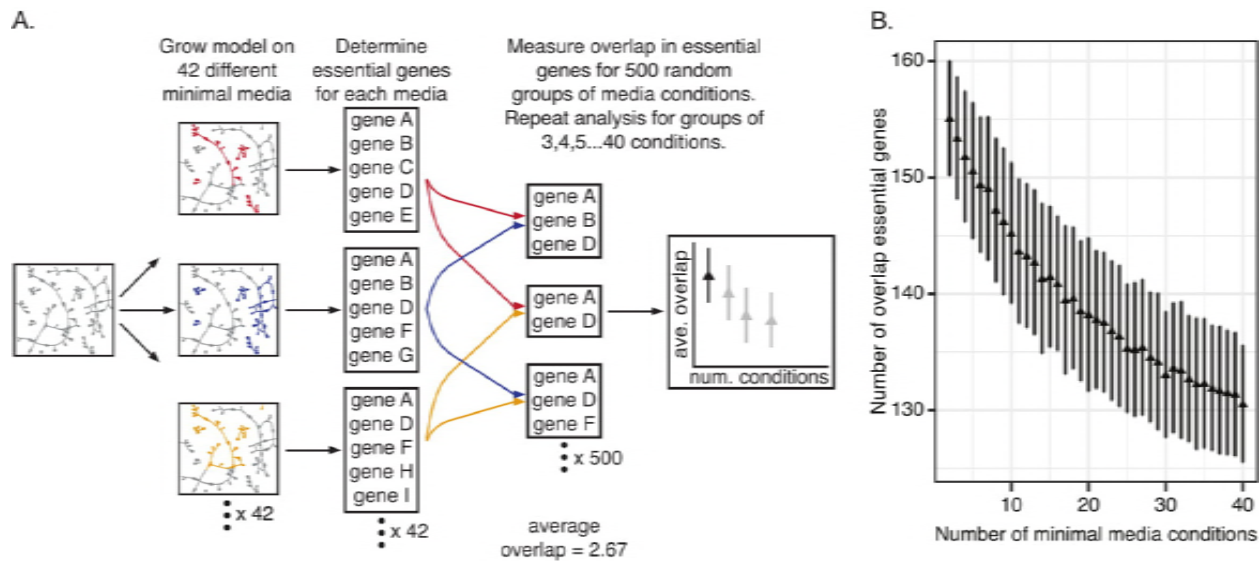 A.
Grow model on
42 different
minimal media
Determine
essential genes
for each media
Measure overlap in essential
genes for 500 random
groups of media conditions.
Repeat analysis for groups of
3,4,5...40 conditions.
gene A
gene B
gene C
gene D
gene E
gene A
gene B
gene D
gene F
gene G
gene A
gene D
gene F
gene H
gene I
x 42
x 42
gene A
gene B
gene D
gene A
gene D
gene A
gene D
gene F
x 500
average
overlap = 2.67
ave. overlap
num. conditions
B.
Number of overlap essential genes
160
150
140
130
10
20
30
40
Number of minimal media conditions